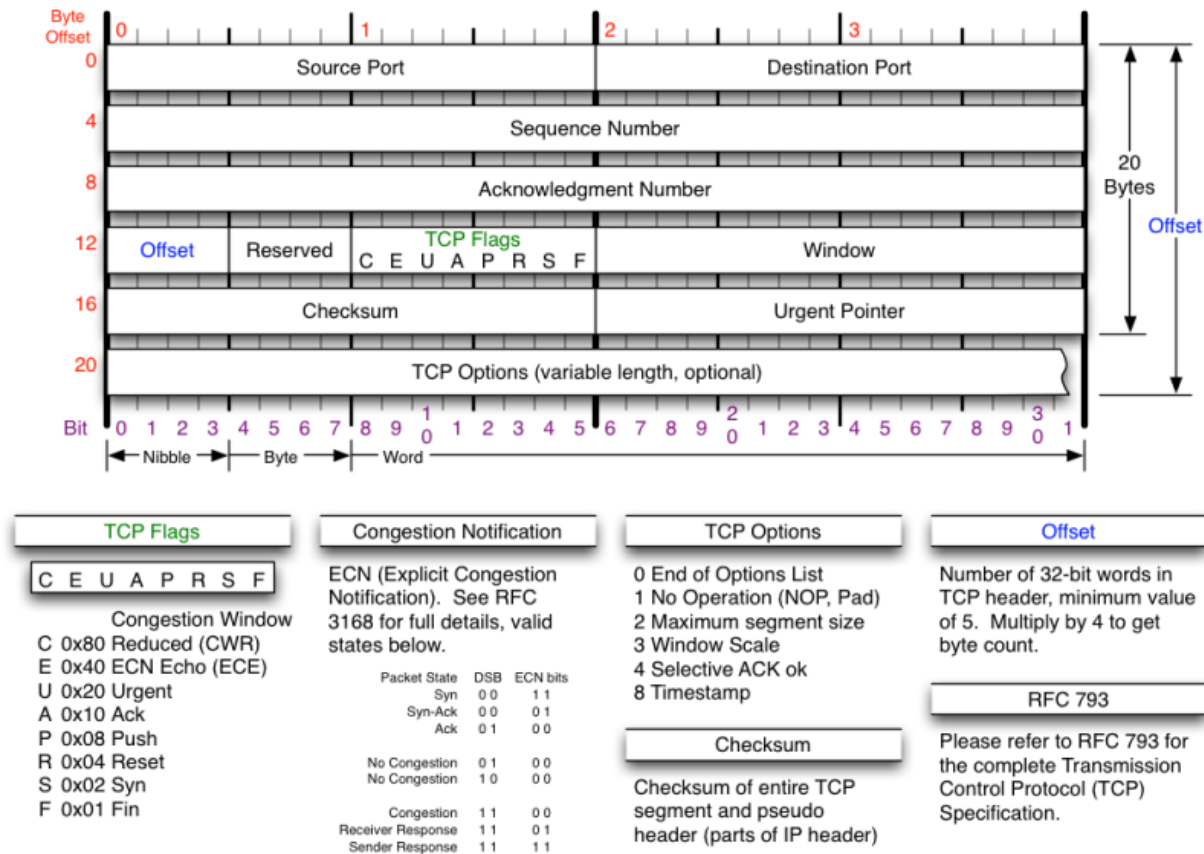 Byte
Offset
0 1 2 3
0 Source Port Destination Port
4 Sequence Number
8 Acknowledgment Number
20
Bytes
Offset
12 Offset Reserved TCP Flags Window
C E U A P R S F
16 Checksum Urgent Pointer
20 TCP Options (variable length, optional)
Bit 0 1 2 3 4 5 6 7 8 9 10 1 2 3 4 5 6 7 8 9 20 1 2 3 4 5 6 7 8 9 30 1
Nibble Byte Word
TCP Flags
C E U A P R S F
Congestion Window
C 0x80 Reduced (CWR)
E 0x40 ECN Echo (ECE)
U 0x20 Urgent
A 0x10 Ack
P 0x08 Push
R 0x04 Reset
S 0x02 Syn
F 0x01 Fin
Congestion Notification
ECN (Explicit Congestion
Notification). See RFC
3168 for full details, valid
states below.
Packet State DSB ECN bits
Syn 0 0 1 1
Syn-Ack 0 0 0 1
Ack 0 1 0 0
No Congestion 0 1 0 0
No Congestion 1 0 0 0
Congestion 1 1 0 0
Receiver Response 1 1 0 1
Sender Response 1 1 1 1
TCP Options
0 End of Options List
1 No Operation (NOP, Pad)
2 Maximum segment size
3 Window Scale
4 Selective ACK ok
8 Timestamp
Checksum
Checksum of entire TCP
segment and pseudo
header (parts of IP header)
Offset
Number of 32-bit words in
TCP header, minimum value
of 5. Multiply by 4 to get
byte count.
RFC 793
Please refer to RFC 793 for
the complete Transmission
Control Protocol (TCP)
Specification.